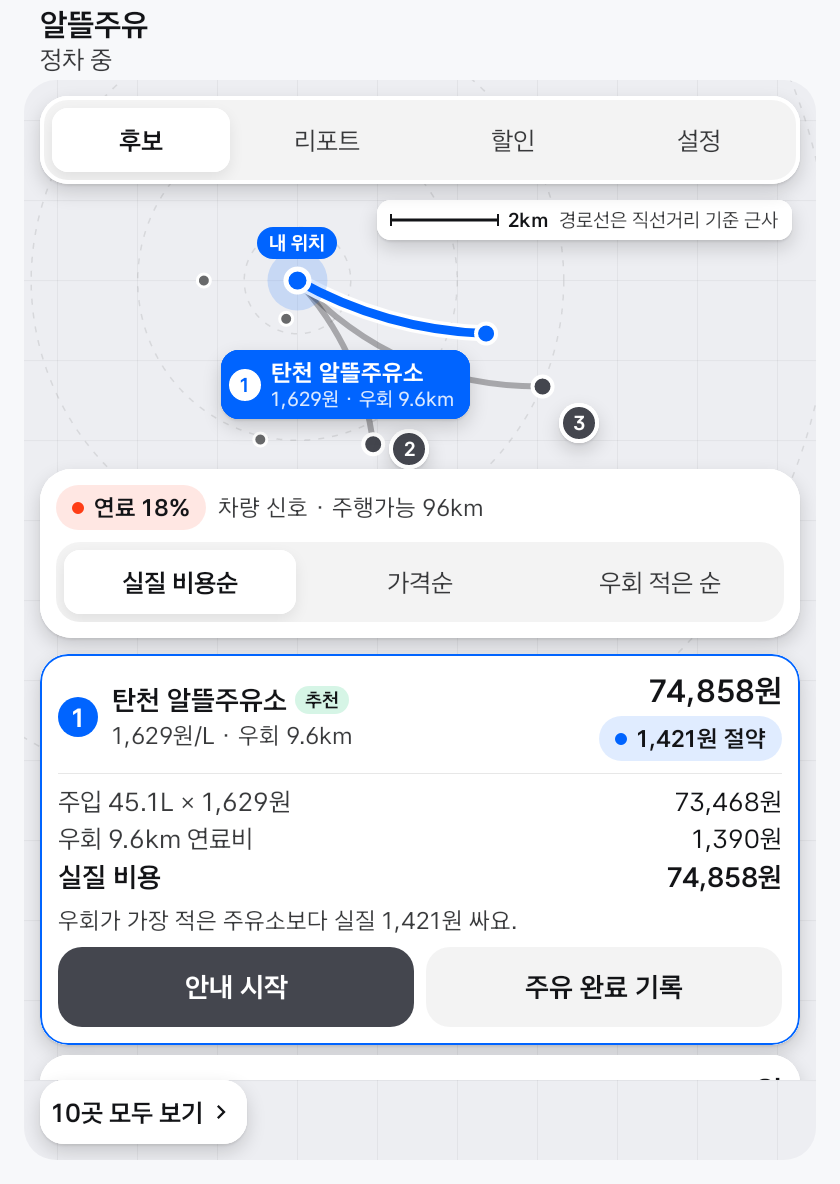 알뜰주유
정차 중
후보
리포트
할인
설정
2km 경로선은 직선거리 기준 근사
내 위치
1 탄천 알뜰주유소
1,629원 · 우회 9.6km
3
2
연료 18% 차량 신호 · 주행가능 96km
실질 비용순
가격순
우회 적은 순
1 탄천 알뜰주유소 추천
1,629원/L · 우회 9.6km
74,858원
1,421원 절약
주입 45.1L × 1,629원 73,468원
우회 9.6km 연료비 1,390원
실질 비용 74,858원
우회가 가장 적은 주유소보다 실질 1,421원 싸요.
안내 시작
주유 완료 기록
10곳 모두 보기